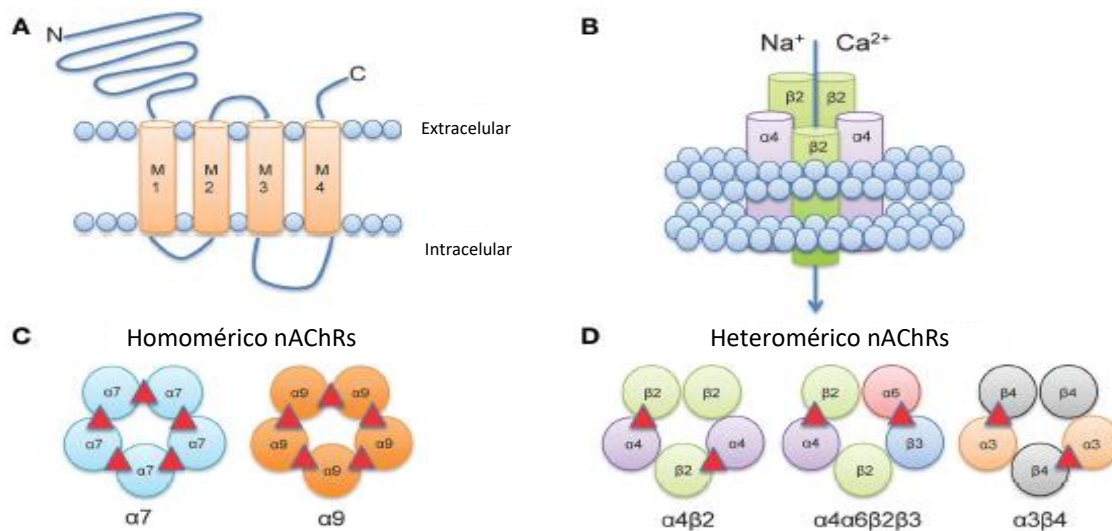 A
N
C
M
1
M
2
M
3
M
4
Extracelular
Intracelular
B
Na⁺ Ca²⁺
β2 β2
α4 α4
β2
C Homomérico nAChRs
α7 α7
α7 α7
α7
α7
α9 α9
α9 α9
α9
α9
D Heteromérico nAChRs
β2 β2
α4 α4
β2
α4β2
β2 α6
α4 β3
β2
α4α6β2β3
β4 β4
α3 α3
β4
α3β4